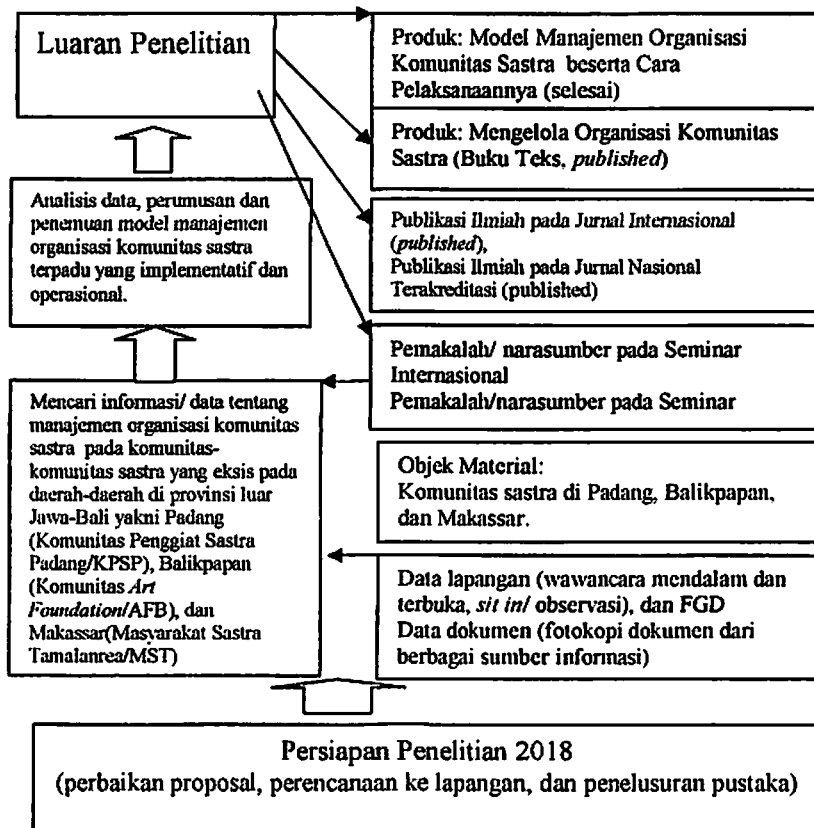 Luaran Penelitian
Produk: Model Manajemen Organisasi
Komunitas Sastra beserta Cara
Pelaksanaannya (selesai)
Produk: Mengelola Organisasi Komunitas
Sastra (Buku Teks, published)
Analisis data, perumusan dan
penemuan model manajemen
organisasi komunitas sastra
terpadu yang implementatif dan
operasional.
Publikasi Ilmiah pada Jurnal Internasional
(published),
Publikasi Ilmiah pada Jurnal Nasional
Terakreditasi (published)
Pemakalah/ narasumber pada Seminar
Internasional
Pemakalah/narasumber pada Seminar
Mencari informasi/ data tentang
manajemen organisasi komunitas
sastra pada komunitas-
komunitas sastra yang eksis pada
daerah-daerah di provinsi luar
Jawa-Bali yakni Padang
(Komunitas Penggiat Sastra
Padang/KPSP), Balikpapan
(Komunitas Art
Foundation/AFB), dan
Makassar(Masyarakat Sastra
Tamalanrea/MST)
Objek Material:
Komunitas sastra di Padang, Balikpapan,
dan Makassar.
Data lapangan (wawancara mendalam dan
terbuka, sit in/ observasi), dan FGD
Data dokumen (fotokopi dokumen dari
berbagai sumber informasi)
Persiapan Penelitian 2018
(perbaikan proposal, perencanaan ke lapangan, dan penelusuran pustaka)